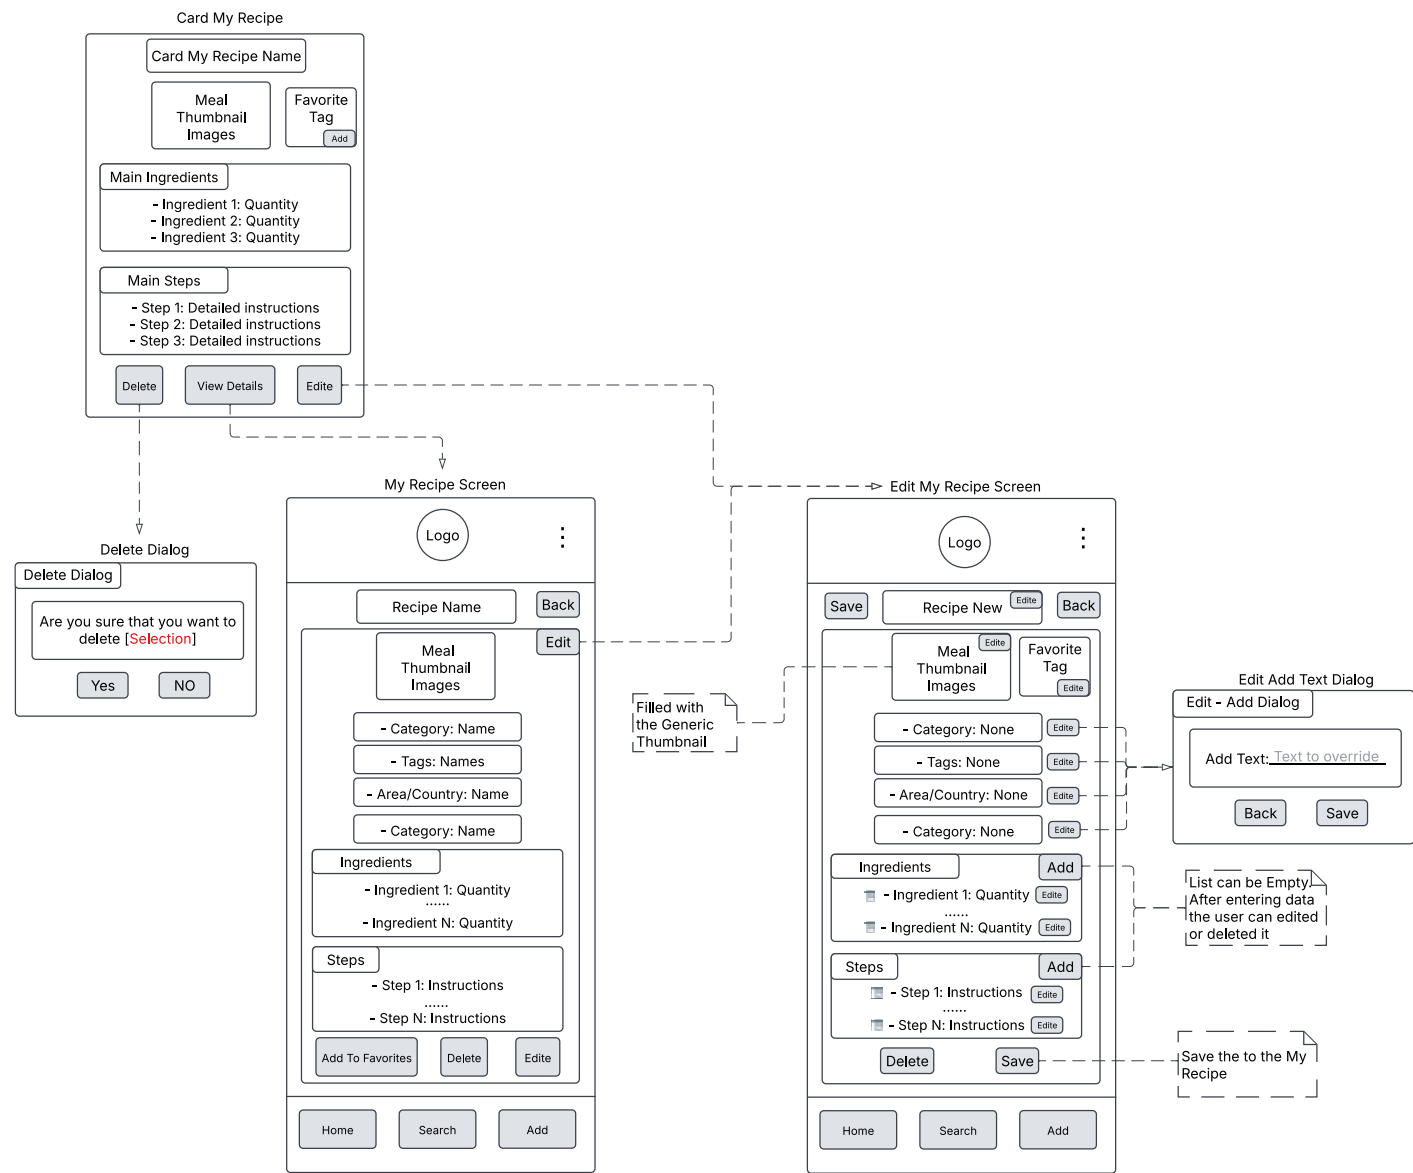 Card My Recipe
Card My Recipe Name
Meal
Thumbnail
Images
Favorite
Tag
Add
Main Ingredients
- Ingredient 1: Quantity
- Ingredient 2: Quantity
- Ingredient 3: Quantity
Main Steps
- Step 1: Detailed instructions
- Step 2: Detailed instructions
- Step 3: Detailed instructions
Delete
View Details
Edite
Delete Dialog
Delete Dialog
Are you sure that you want to
delete [Selection]
Yes
NO
My Recipe Screen
Logo
Recipe Name
Back
Edit
Meal
Thumbnail
Images
- Category: Name
- Tags: Names
- Area/Country: Name
- Category: Name
Ingredients
- Ingredient 1: Quantity
......
- Ingredient N: Quantity
Steps
- Step 1: Instructions
......
- Step N: Instructions
Add To Favorites
Delete
Edite
Home
Search
Add
Filled with
the Generic
Thumbnail
Edit My Recipe Screen
Logo
Save
Recipe New
Edite
Back
Edite
Meal
Thumbnail
Images
Favorite
Tag
Edite
- Category: None
Edite
- Tags: None
Edite
- Area/Country: None
Edite
- Category: None
Edite
Ingredients
Add
- Ingredient 1: Quantity
Edite
......
- Ingredient N: Quantity
Edite
Steps
Add
- Step 1: Instructions
Edite
......
- Step N: Instructions
Edite
Delete
Save
Home
Search
Add
Edit Add Text Dialog
Edit - Add Dialog
Add Text: Text to override
Back
Save
List can be Empty.
After entering data
the user can edited
or deleted it
Save the to the My
Recipe